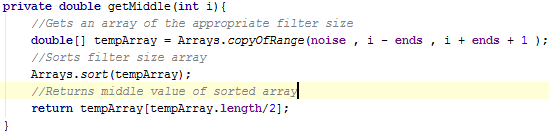 private double getMiddle(int i){
//Gets an array of the appropriate filter size
double[] tempArray = Arrays.copyOfRange(noise , i - ends , i + ends + 1 );
//Sorts filter size array
Arrays.sort(tempArray);
//Returns middle value of sorted array
return tempArray[tempArray.length/2];
}